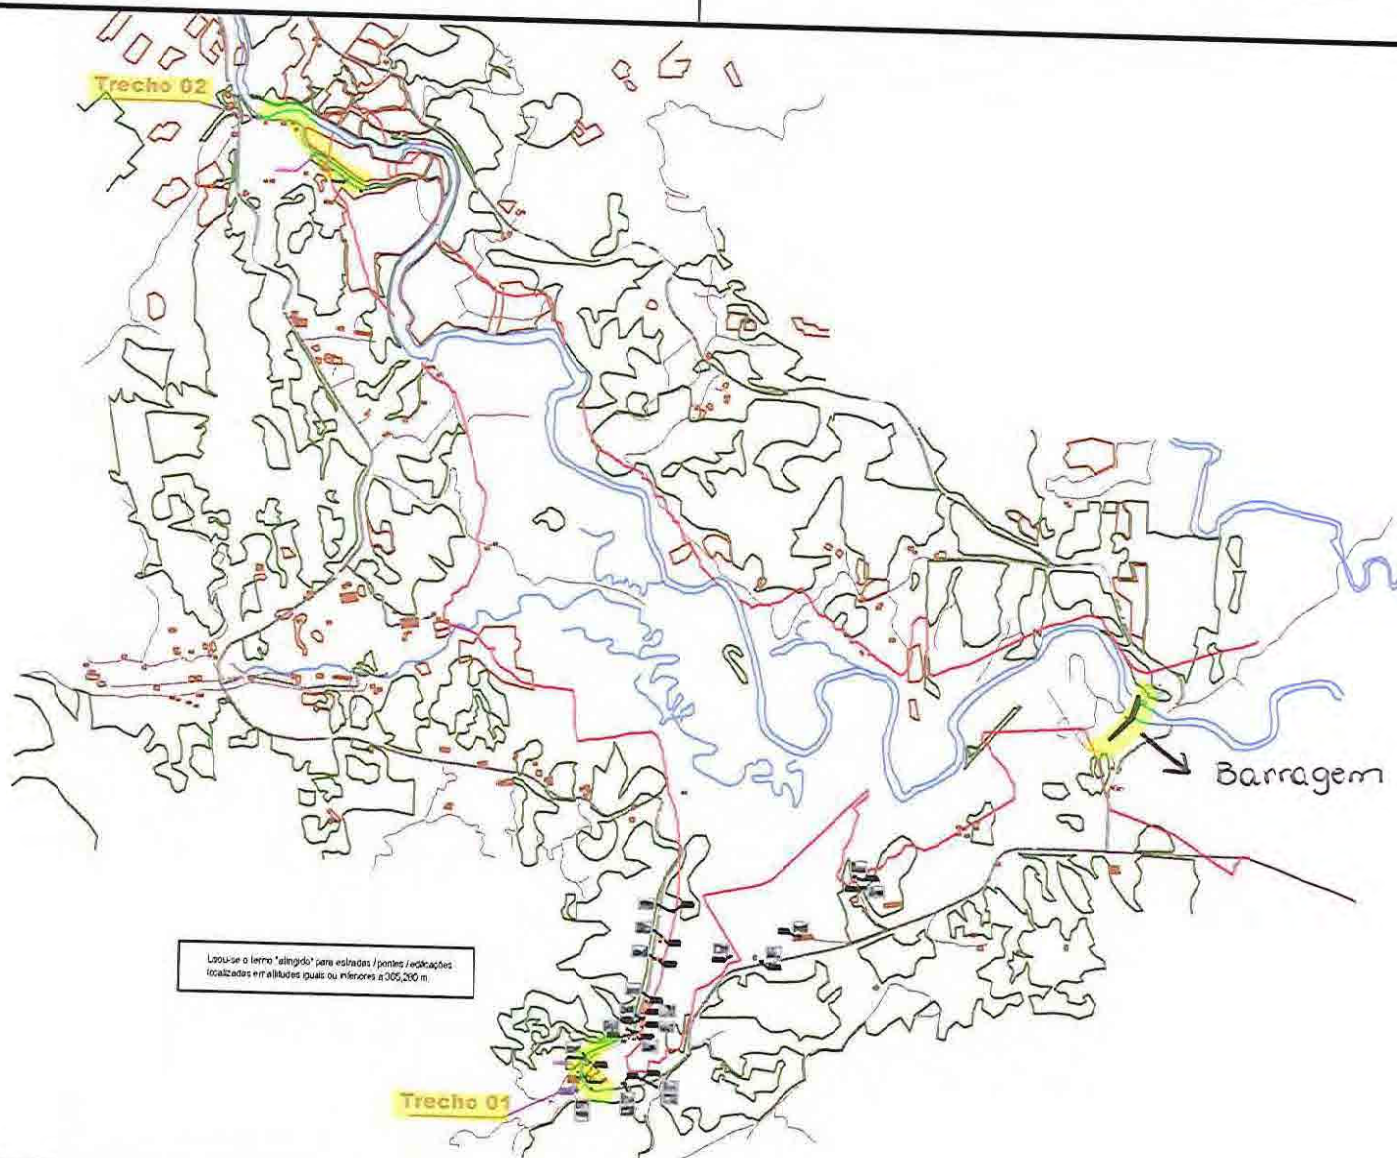 Trecho 02
Barragem
Usou-se o termo "atingido" para estradas / pontes / edificações
localizadas em altitudes iguais ou inferiores a 305,280 m.
Trecho 01